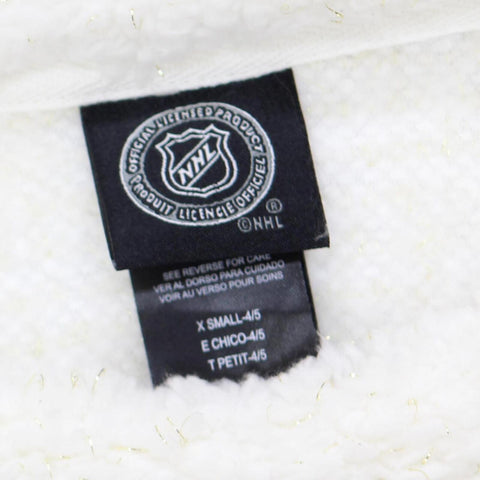 OFFICIAL LICENSED PRODUCT
NHL
PRODUIT LICENCIÉ OFFICIEL
®
©NHL
SEE REVERSE FOR CARE
VER AL DORSO PARA CUIDADO
VOIR AU VERSO POUR SOINS
X SMALL-4/5
E CHICO-4/5
T PETIT-4/5